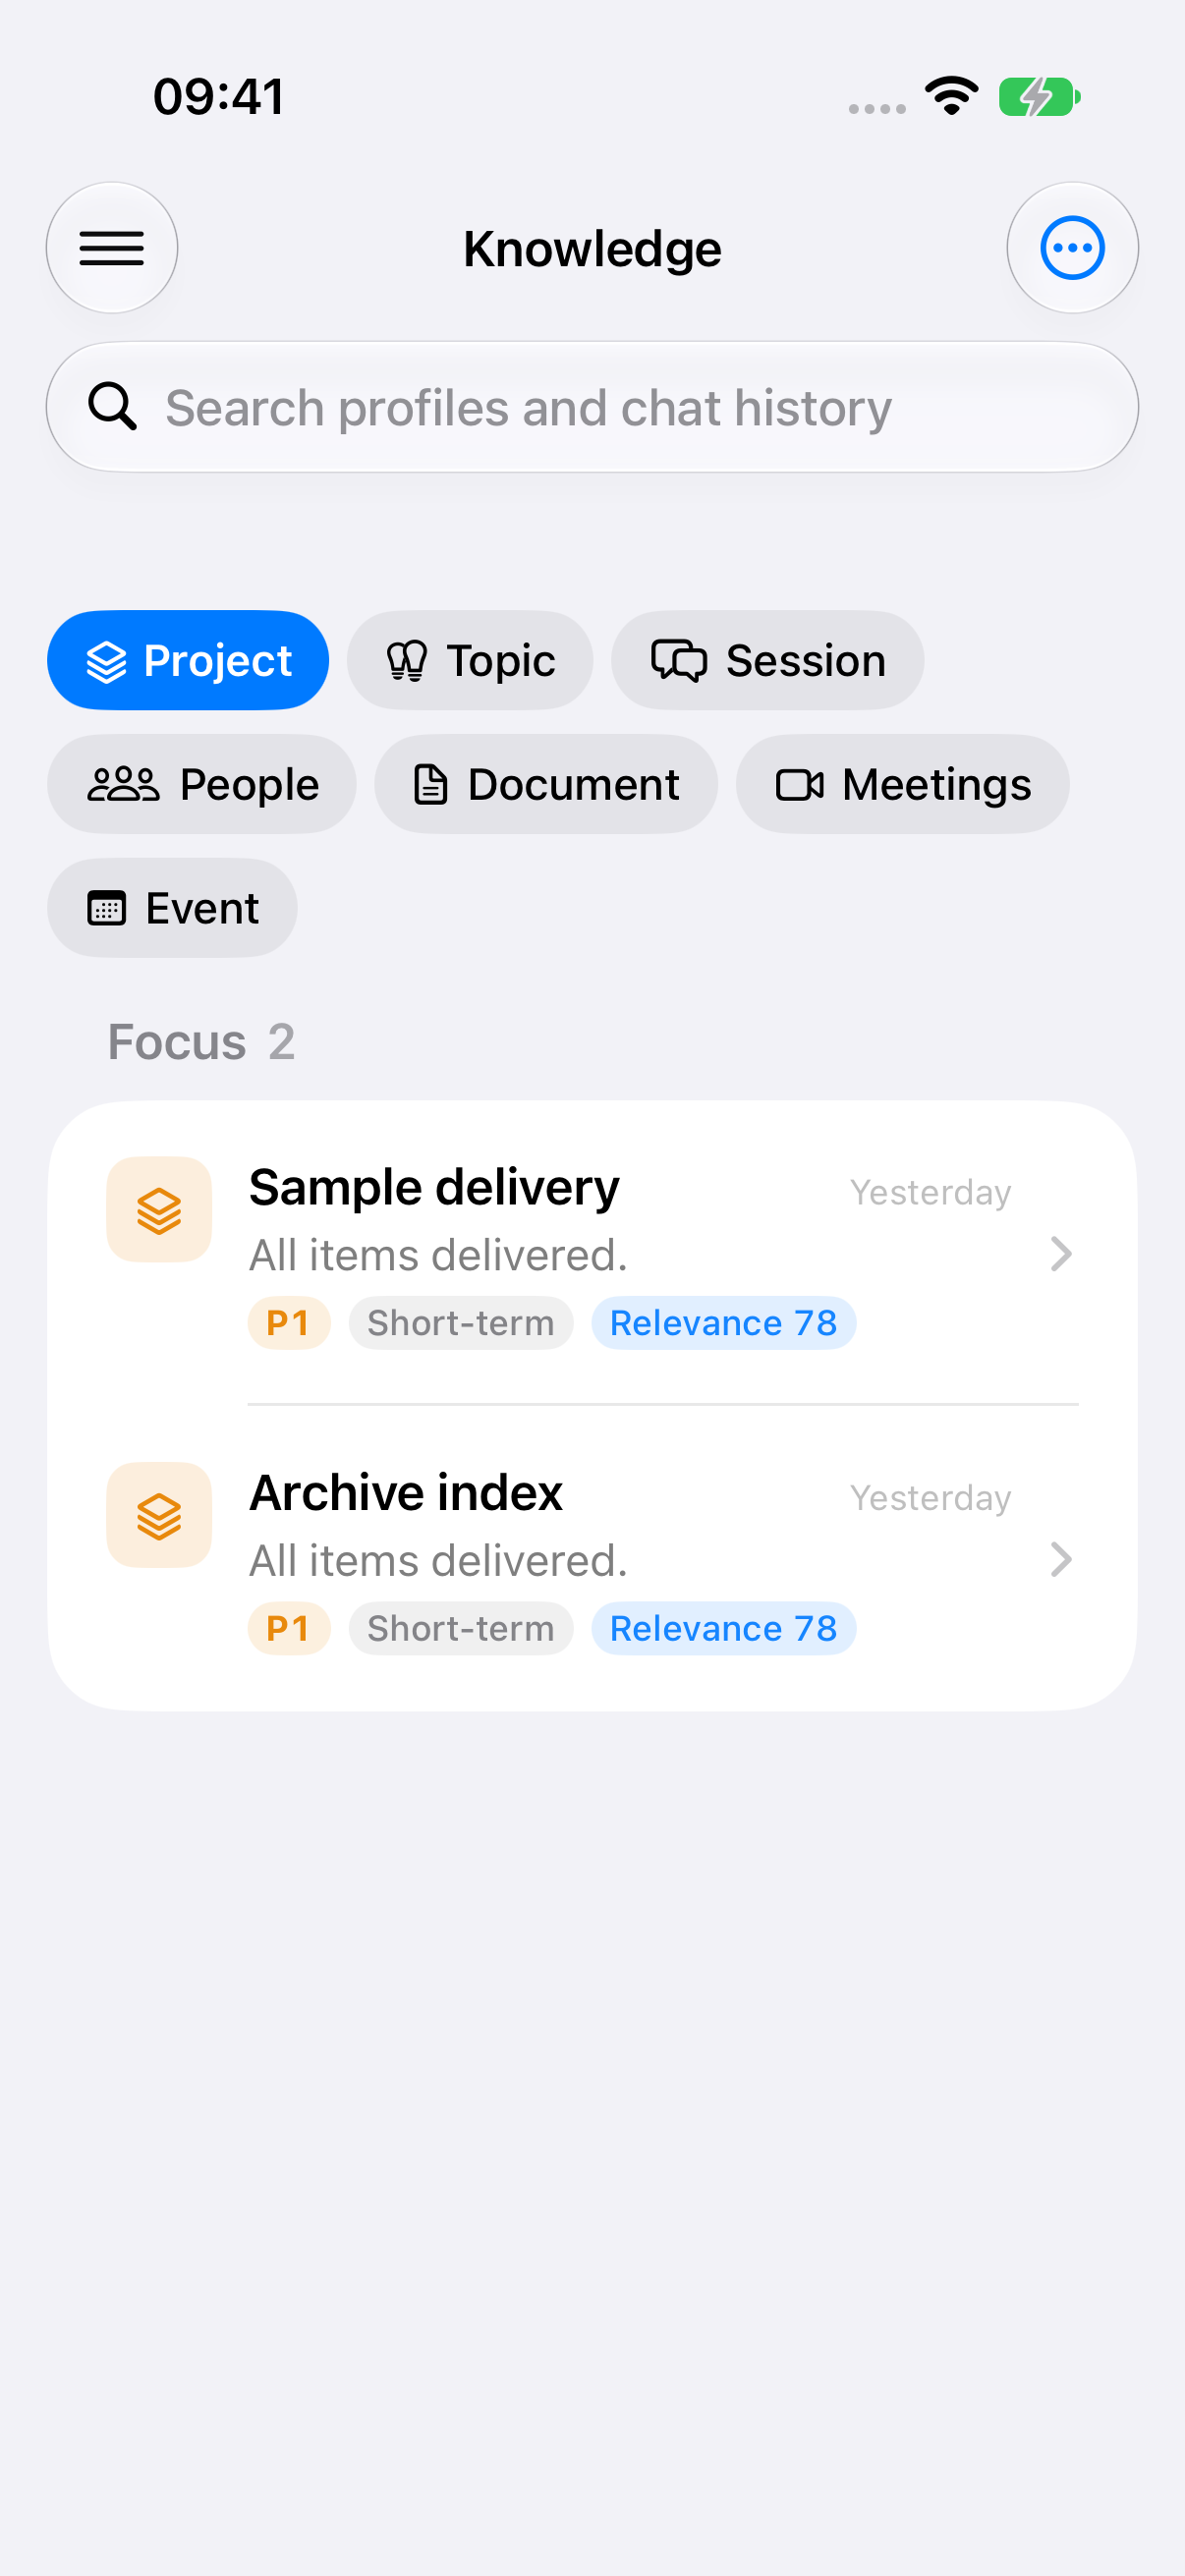 09:41
Knowledge
Search profiles and chat history
Project Topic Session
People Document Meetings
Event
Focus 2
Sample delivery Yesterday
All items delivered.
P1 Short-term Relevance 78
Archive index Yesterday
All items delivered.
P1 Short-term Relevance 78